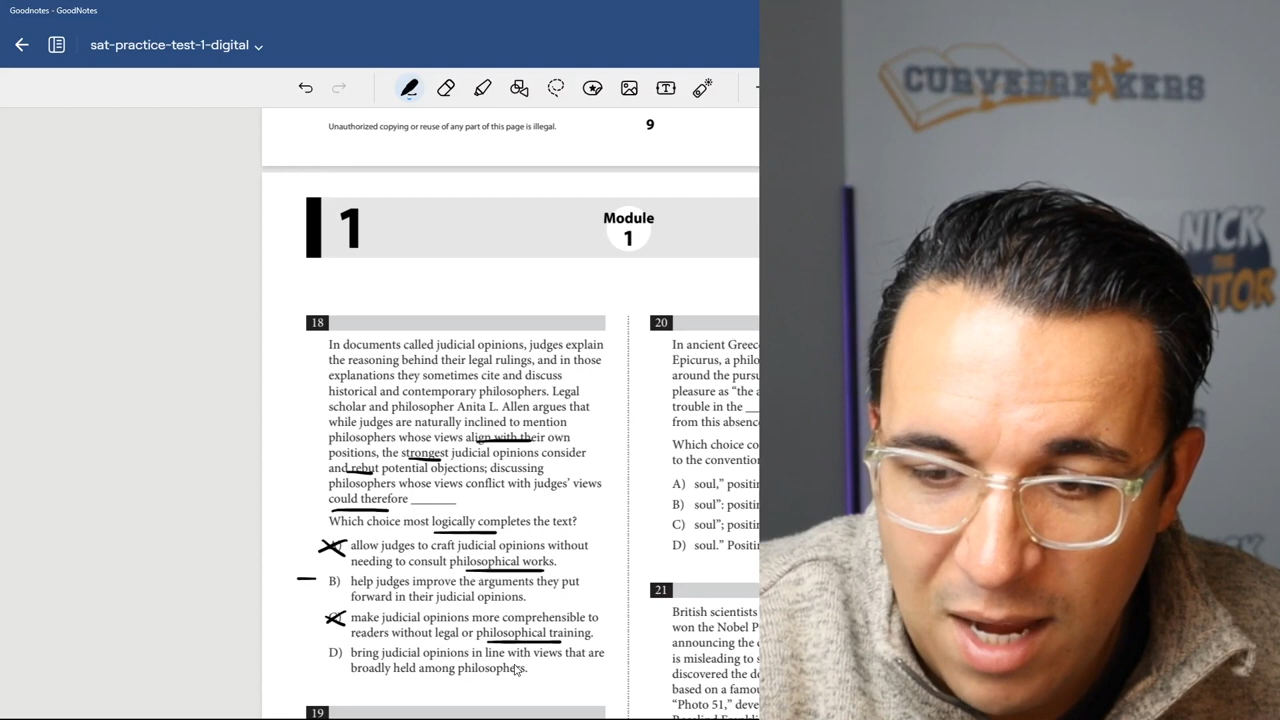 Goodnotes - GoodNotes
sat-practice-test-1-digital
Unauthorized copying or reuse of any part of this page is illegal.
9
1
Module
1
18
In documents called judicial opinions, judges explain
the reasoning behind their legal rulings, and in those
explanations they sometimes cite and discuss
historical and contemporary philosophers. Legal
scholar and philosopher Anita L. Allen argues that
while judges are naturally inclined to mention
philosophers whose views align with their own
positions, the strongest judicial opinions consider
and rebut potential objections; discussing
philosophers whose views conflict with judges' views
could therefore ______
Which choice most logically completes the text?
allow judges to craft judicial opinions without
needing to consult philosophical works.
B) help judges improve the arguments they put
forward in their judicial opinions.
make judicial opinions more comprehensible to
readers without legal or philosophical training.
D) bring judicial opinions in line with views that are
broadly held among philosophers.
19
20
In ancient Greec
Epicurus, a philo
around the pursu
pleasure as "the a
trouble in the
from this absenc
Which choice co
to the convention
A) soul," positin
B) soul": positin
C) soul"; positin
D) soul." Positin
21
British scientists
won the Nobel P
announcing the d
is misleading to s
discovered the do
based on a famou
"Photo 51," deve
CURVEBREAKERS
NICK
THE
TUTOR